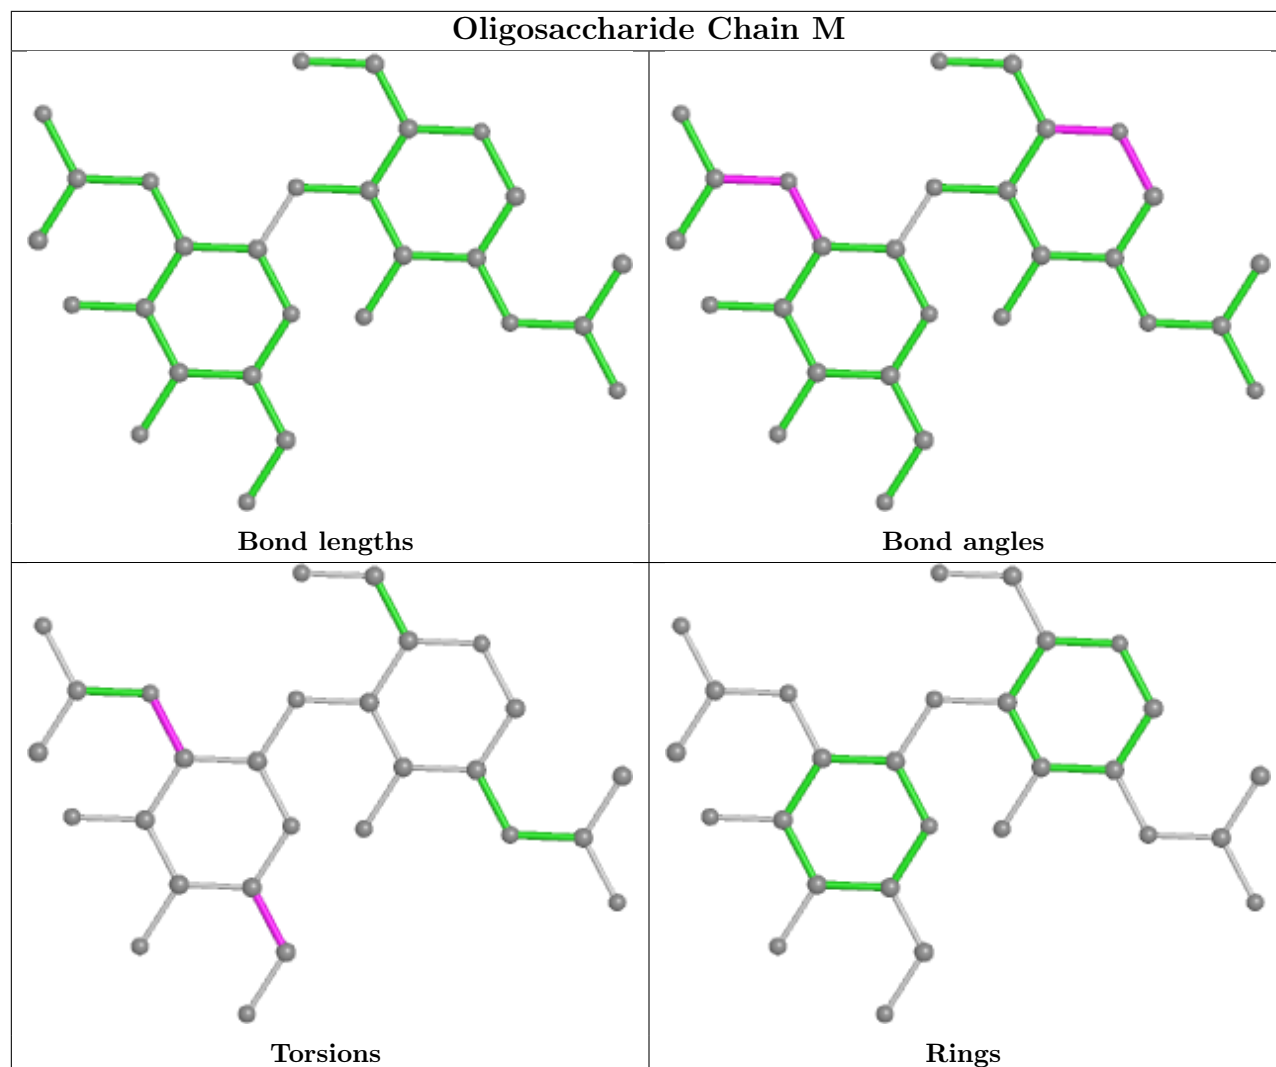 Oligosaccharide Chain M
Bond lengths
Bond angles
Torsions
Rings